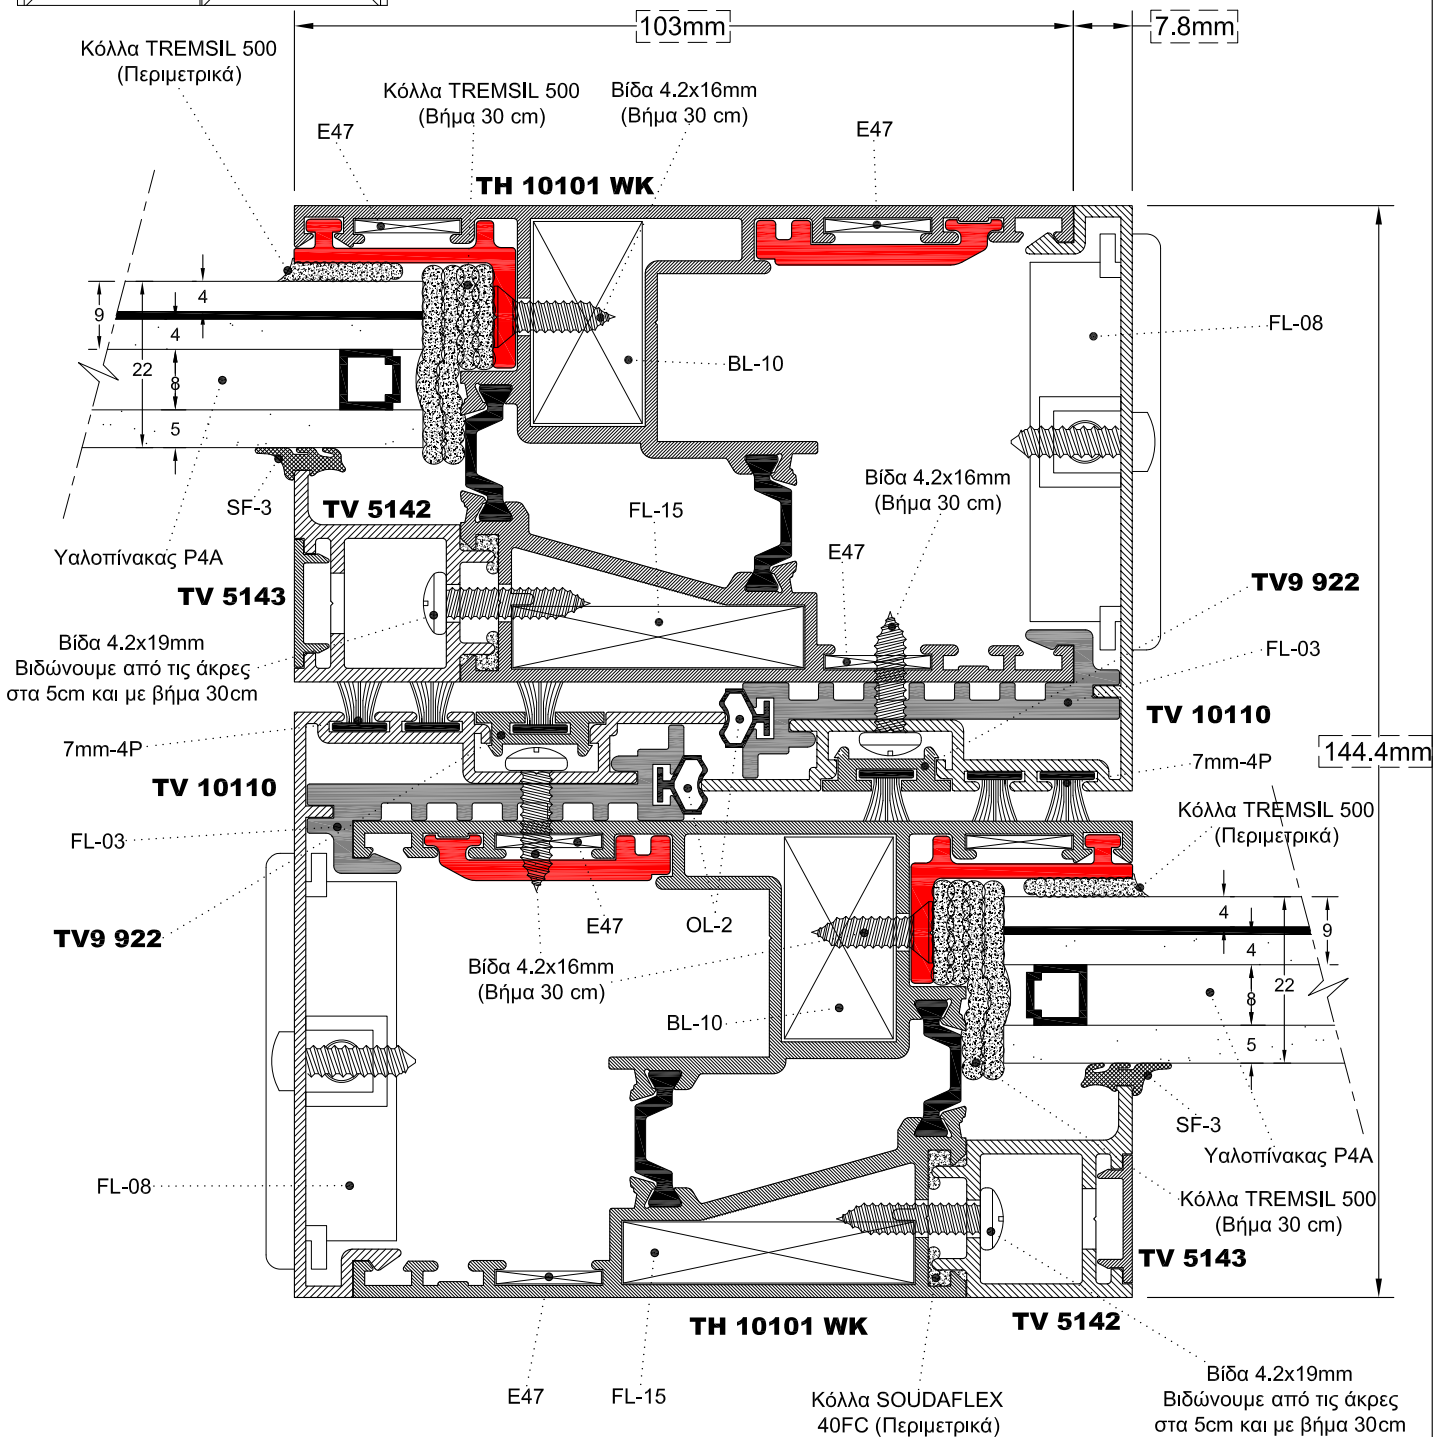 103mm
7.8mm
Κόλλα TREMSIL 500
(Περιμετρικά)
Κόλλα TREMSIL 500
(Βήμα 30 cm)
Βίδα 4.2x16mm
(Βήμα 30 cm)
E47
E47
TH 10101 WK
4
9
4
22
8
5
FL-08
BL-10
SF-3
TV 5142
FL-15
Βίδα 4.2x16mm
(Βήμα 30 cm)
Υαλοπίνακας P4A
E47
TV 5143
TV9 922
Βίδα 4.2x19mm
Βιδώνουμε από τις άκρες
στα 5cm και με βήμα 30cm
FL-03
TV 10110
7mm-4P
144.4mm
7mm-4P
TV 10110
Κόλλα TREMSIL 500
(Περιμετρικά)
FL-03
E47
OL-2
TV9 922
4
9
4
22
8
5
Βίδα 4.2x16mm
(Βήμα 30 cm)
BL-10
SF-3
Υαλοπίνακας P4A
FL-08
Κόλλα TREMSIL 500
(Βήμα 30 cm)
TV 5143
TH 10101 WK
TV 5142
E47
FL-15
Κόλλα SOUDAFLEX
40FC (Περιμετρικά)
Βίδα 4.2x19mm
Βιδώνουμε από τις άκρες
στα 5cm και με βήμα 30cm